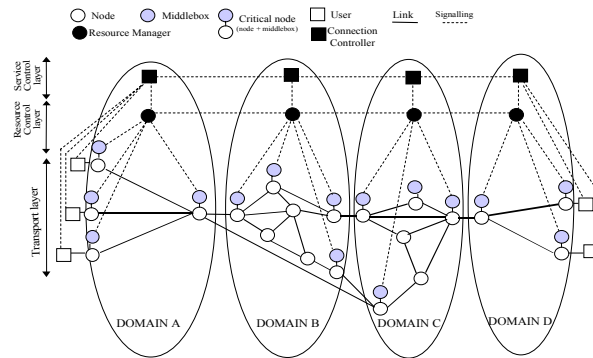 Node
Middlebox
Critical node
(node + middlebox)
User
Link
Signalling
Resource Manager
Connection
Controller
Service
Control
layer
Resource
Control
layer
Transport layer
DOMAIN A
DOMAIN B
DOMAIN C
DOMAIN D